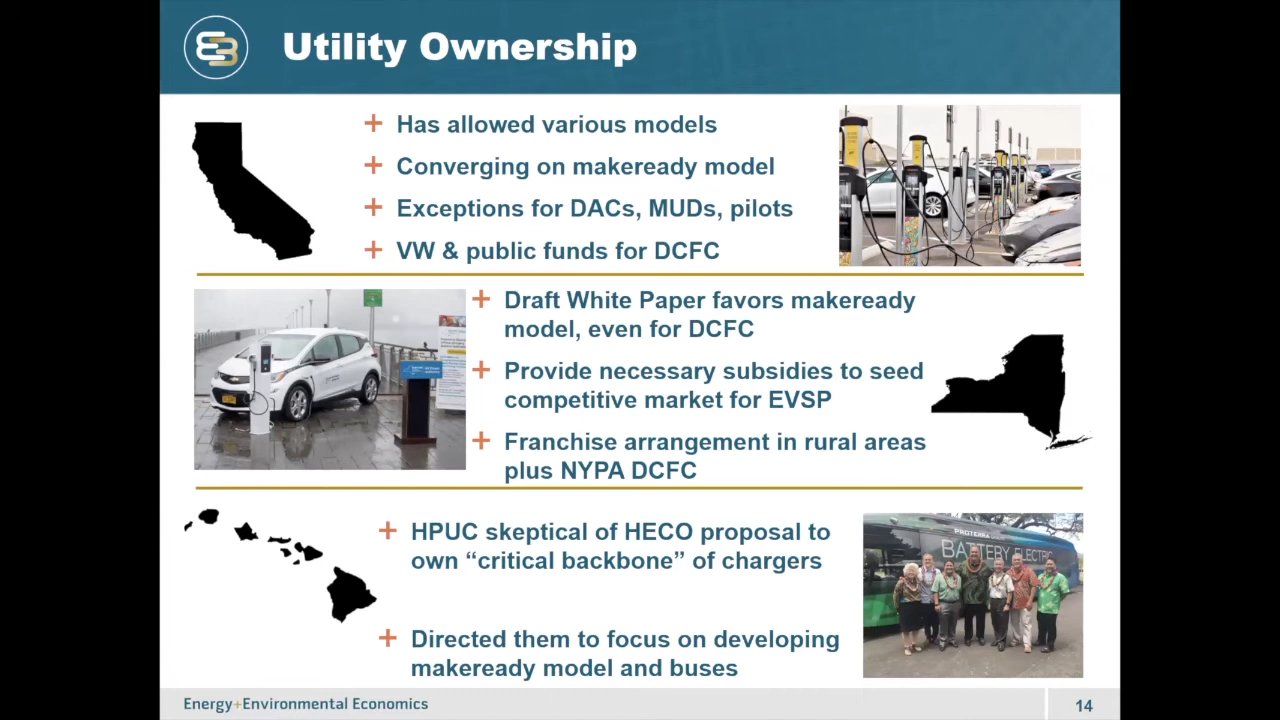 Utility Ownership
Has allowed various models
Converging on makeready model
Exceptions for DACs, MUDs, pilots
VW & public funds for DCFC
Draft White Paper favors makeready
model, even for DCFC
Provide necessary subsidies to seed
competitive market for EVSP
Franchise arrangement in rural areas
plus NYPA DCFC
HPUC skeptical of HECO proposal to
own “critical backbone” of chargers
PROTERRA
BATTERY ELECTRIC
Directed them to focus on developing
makeready model and buses
Energy+Environmental Economics
14